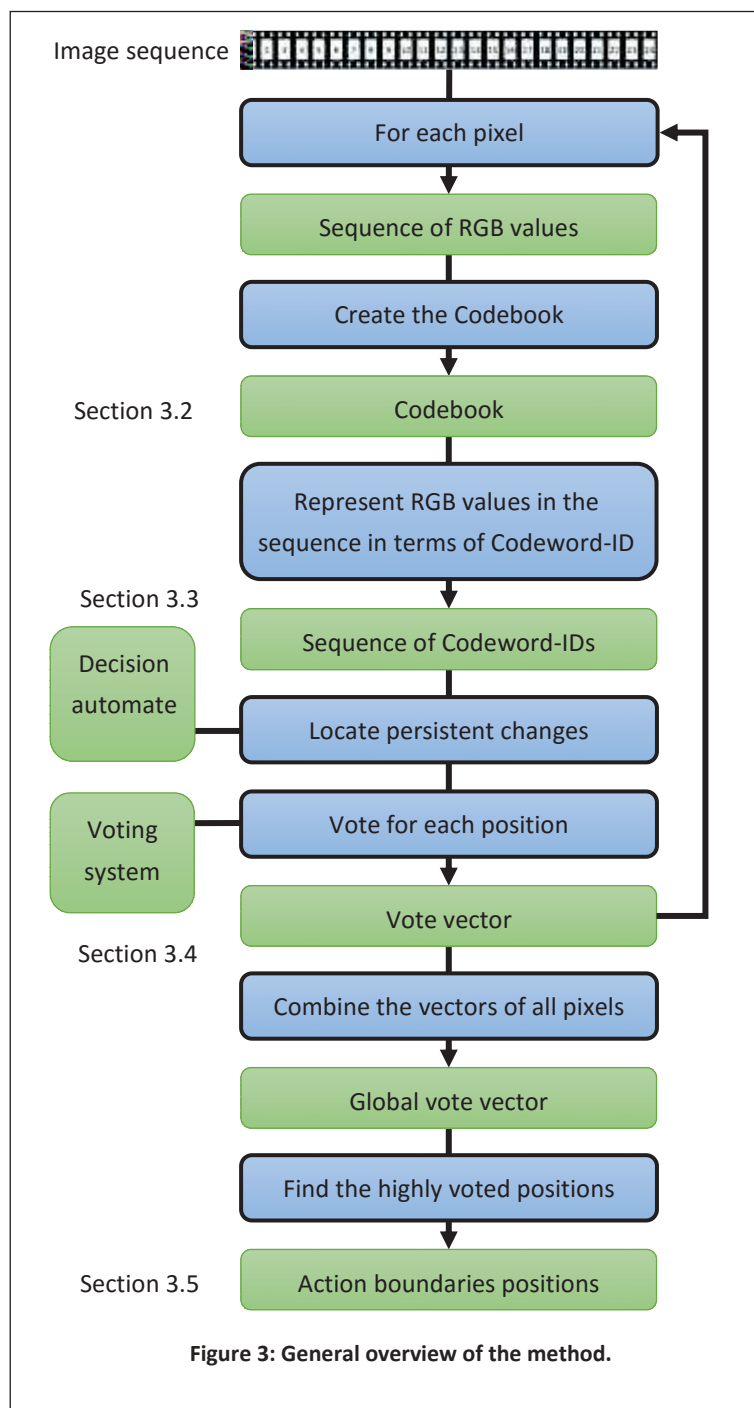 Image sequence
For each pixel
Sequence of RGB values
Create the Codebook
Section 3.2
Codebook
Represent RGB values in the
sequence in terms of Codeword-ID
Section 3.3
Sequence of Codeword-IDs
Decision
automate
Locate persistent changes
Voting
system
Vote for each position
Vote vector
Section 3.4
Combine the vectors of all pixels
Global vote vector
Find the highly voted positions
Section 3.5
Action boundaries positions
Figure 3: General overview of the method.